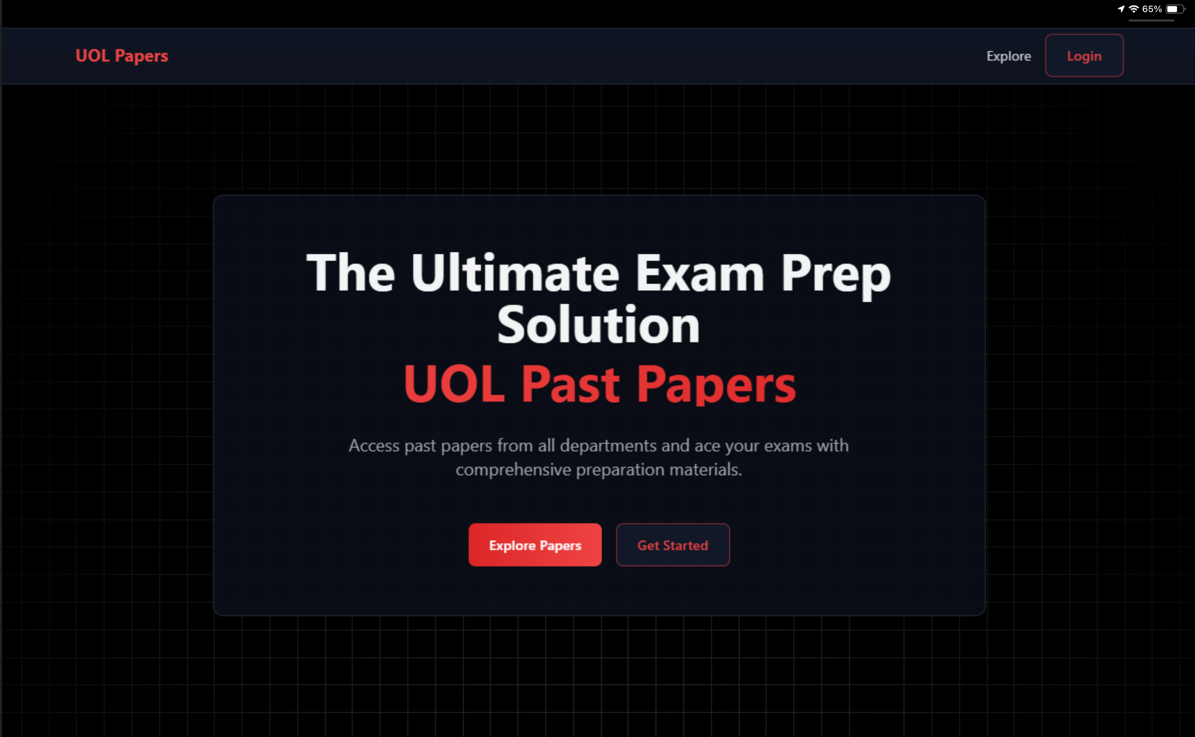 65%
UOL Papers
Explore
Login
The Ultimate Exam Prep
Solution
UOL Past Papers
Access past papers from all departments and ace your exams with
comprehensive preparation materials.
Explore Papers
Get Started